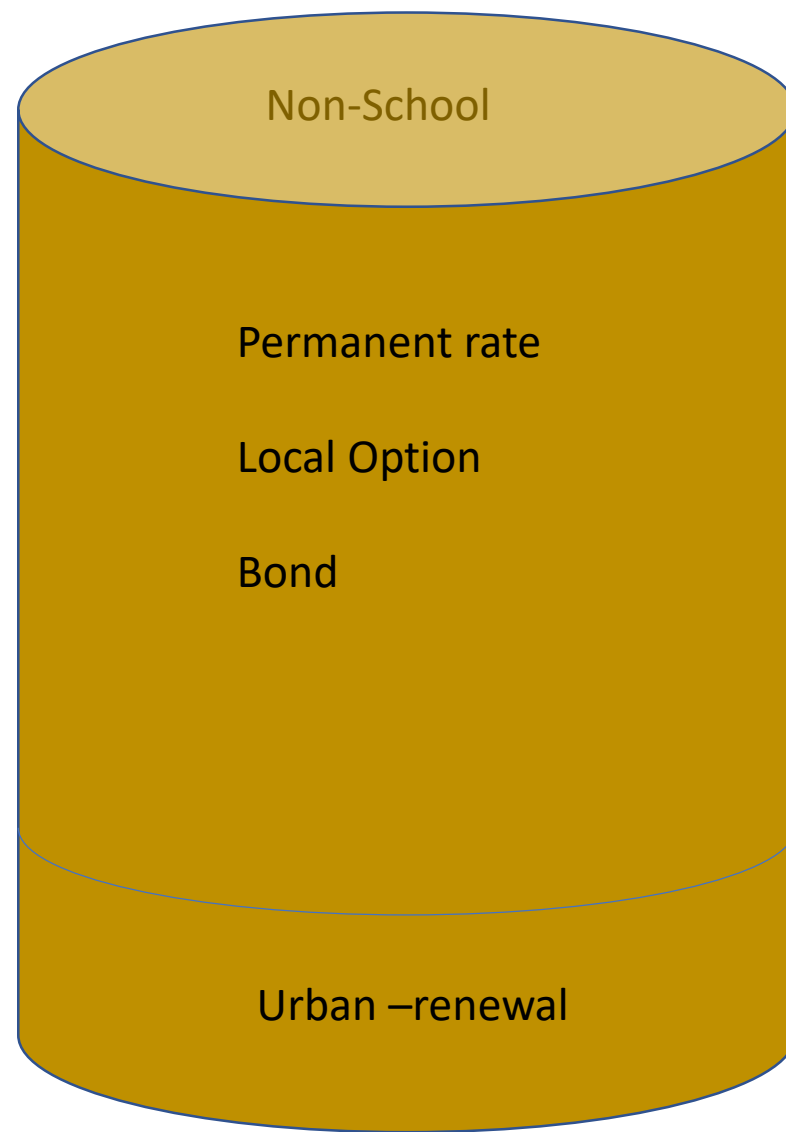 Non-School
Permanent rate
Local Option
Bond
Urban –renewal